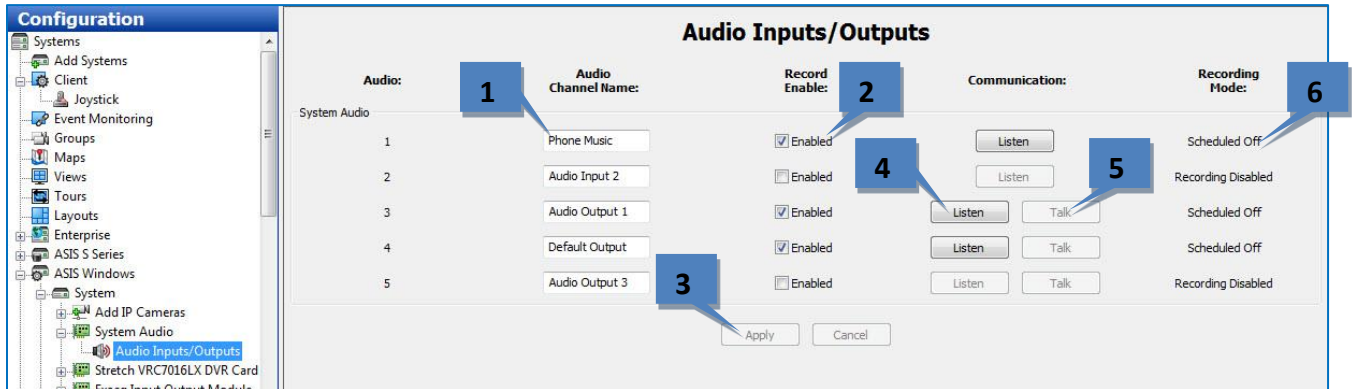 Configuration
Systems
Add Systems
Client
Joystick
Event Monitoring
Groups
Maps
Views
Tours
Layouts
Enterprise
ASIS S Series
ASIS Windows
System
Add IP Cameras
System Audio
Audio Inputs/Outputs
Stretch VRC7016LX DVR Card
Exacq Input Output Module
Audio Inputs/Outputs
Audio: Audio Channel Name: Record Enable: Communication: Recording Mode:
1 2 6
System Audio
1 Phone Music Enabled Listen Scheduled Off
4 5
2 Audio Input 2 Enabled Listen Recording Disabled
3 Audio Output 1 Enabled Listen Talk Scheduled Off
4 Default Output Enabled Listen Talk Scheduled Off
5 Audio Output 3 Enabled Listen Talk Recording Disabled
3
Apply Cancel